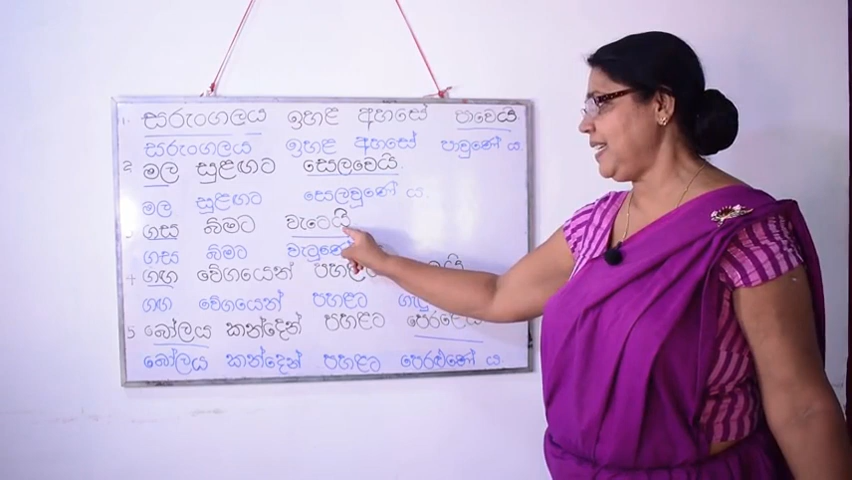 1. සරුංගලය ඉහළ අහසේ පාවෙයි.
සරුංගලය ඉහළ අහසේ පාවුණේ ය.
2. මල සුළඟට සෙලවෙයි.
මල සුළඟට සෙලවුණේ ය.
3. ගස බිමට වැටෙයි
ගස බිමට වැටුණේ
4 ගඟ වේගයෙන් පහළට
ගඟ වේගයෙන් පහළට
5 බෝලය කන්දෙන් පහළට පෙරළෙයි
බෝලය කන්දෙන් පහළට පෙරළුණේ ය.